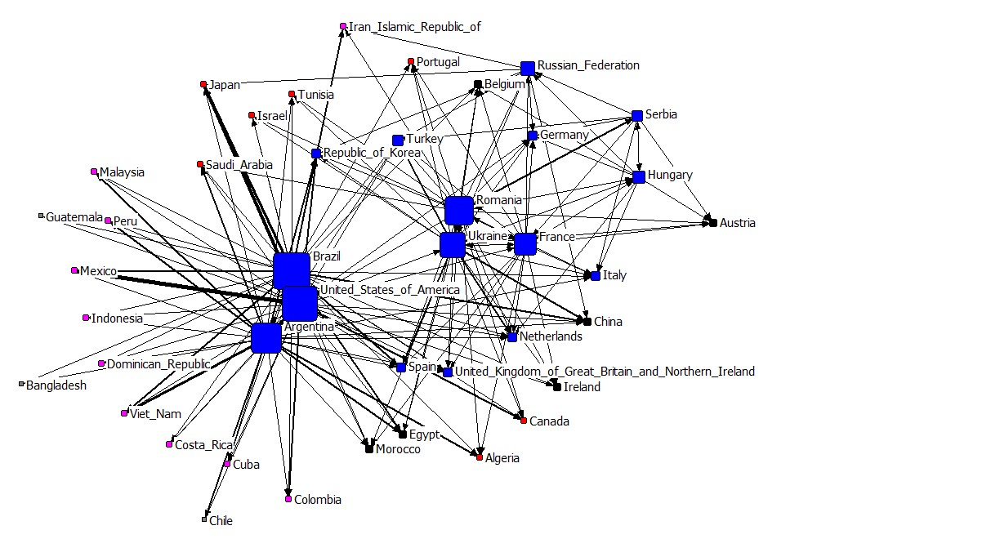 Iran_Islamic_Republic_of
Portugal
Russian_Federation
Japan
Belgium
Tunisia
Israel
Serbia
Germany
Turkey
Republic_of_Korea
Saudi_Arabia
Malaysia
Hungary
Romania
Guatemala
Peru
Austria
Ukraine
France
Brazil
Mexico
Italy
United_States_of_America
Indonesia
China
Argentina
Netherlands
Dominican_Republic
Spain
United_Kingdom_of_Great_Britain_and_Northern_Ireland
Bangladesh
Ireland
Viet_Nam
Canada
Egypt
Costa_Rica
Morocco
Algeria
Cuba
Colombia
Chile